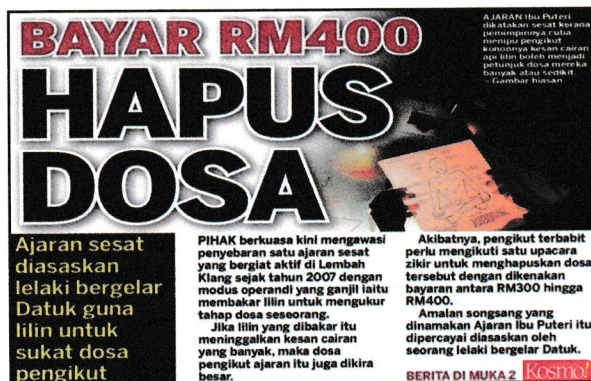 BAYAR RM400
HAPUS
DOSA
AJARAN Ibu Puteri
dikatakan sesat kerana
pemimpinnya cuba
menipu pengikut
kononnya kesan cairan
api lilin boleh menjadi
petunjuk dosa mereka
banyak atau sedikit.
– Gambar hiasan
Ajaran sesat
diasaskan
lelaki bergelar
Datuk guna
lilin untuk
sukat dosa
pengikut
PIHAK berkuasa kini mengawasi
penyebaran satu ajaran sesat
yang bergiat aktif di Lembah
Klang sejak tahun 2007 dengan
modus operandi yang ganjil iaitu
membakar lilin untuk mengukur
tahap dosa seseorang.
Jika lilin yang dibakar itu
meninggalkan kesan cairan
yang banyak, maka dosa
pengikut ajaran itu juga dikira
besar.
Akibatnya, pengikut terbabit
perlu mengikuti satu upacara
zikir untuk menghapuskan dosa
tersebut dengan dikenakan
bayaran antara RM300 hingga
RM400.
Amalan songsang yang
dinamakan Ajaran Ibu Puteri itu
dipercayai diasaskan oleh
seorang lelaki bergelar Datuk.
BERITA DI MUKA 2 Kosmo!